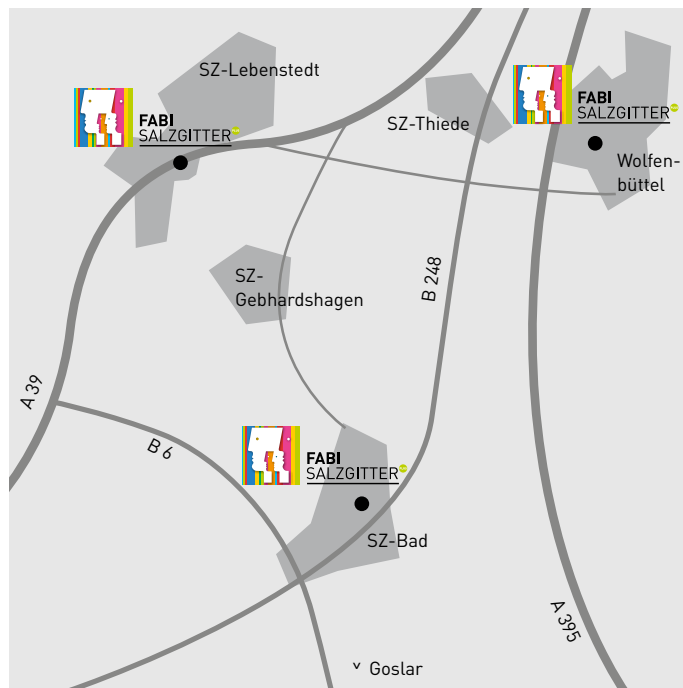 SZ-Lebenstedt
FABI
SALZGITTER
SZ-Thiede
FABI
SALZGITTER
Wolfen-
büttel
SZ-
Gebhardshagen
B 248
A 39
B 6
FABI
SALZGITTER
SZ-Bad
A 395
Goslar